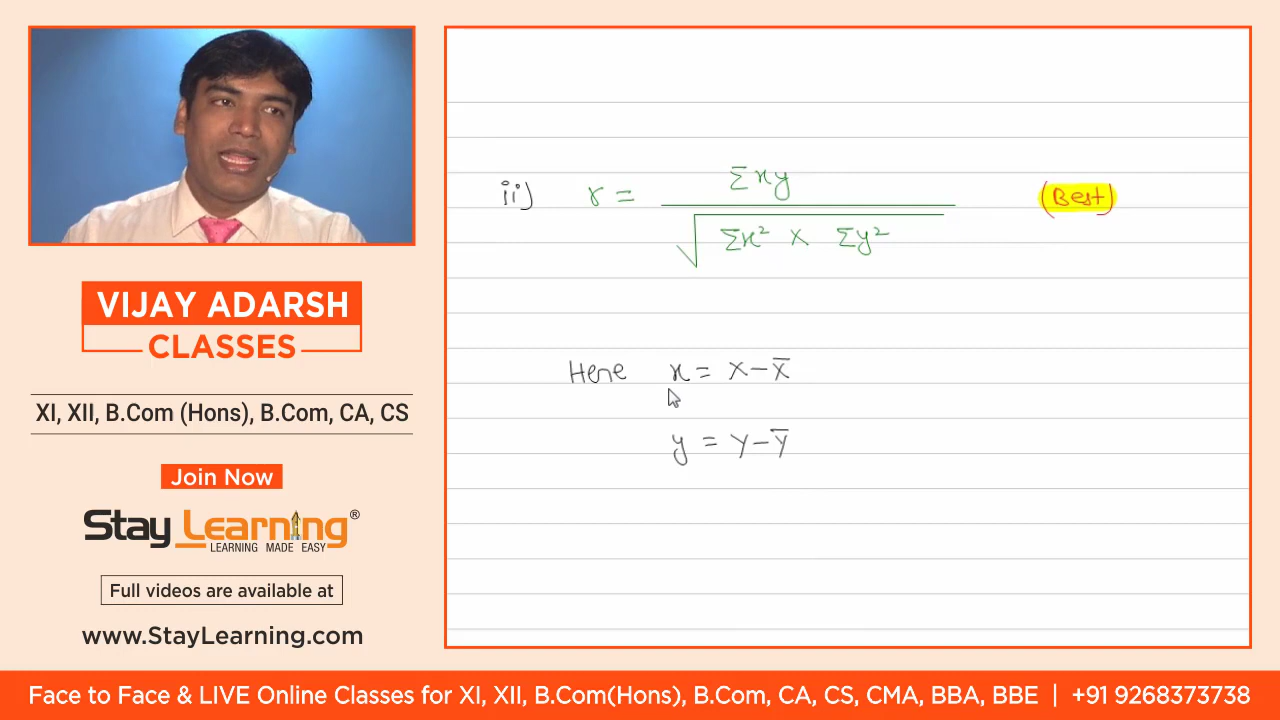 VIJAY ADARSH
CLASSES
XI, XII, B.Com (Hons), B.Com, CA, CS
Join Now
Stay Learning®
LEARNING MADE EASY
Full videos are available at
www.StayLearning.com
ii) r = Σxy / √(Σx² × Σy²) (Best)
Here x = X − X̅
y = Y − Y̅
Face to Face & LIVE Online Classes for XI, XII, B.Com(Hons), B.Com, CA, CS, CMA, BBA, BBE | +91 9268373738